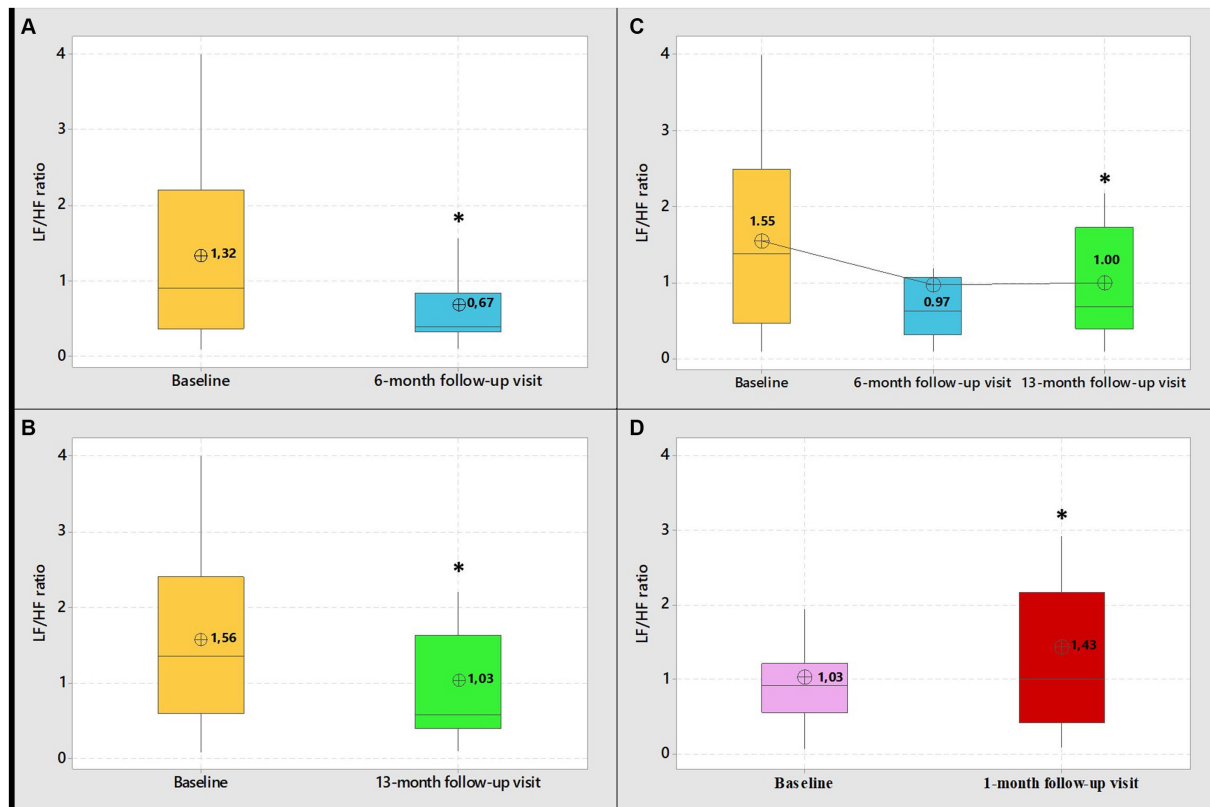 A
LF/HF ratio
4
3
2
1
0
1,32
*
0,67
Baseline
6-month follow-up visit
C
LF/HF ratio
4
3
2
1
0
1.55
0.97
*
1.00
Baseline
6-month follow-up visit
13-month follow-up visit
B
LF/HF ratio
4
3
2
1
0
1,56
*
1,03
Baseline
13-month follow-up visit
D
LF/HF ratio
4
3
2
1
0
1,03
*
1,43
Baseline
1-month follow-up visit